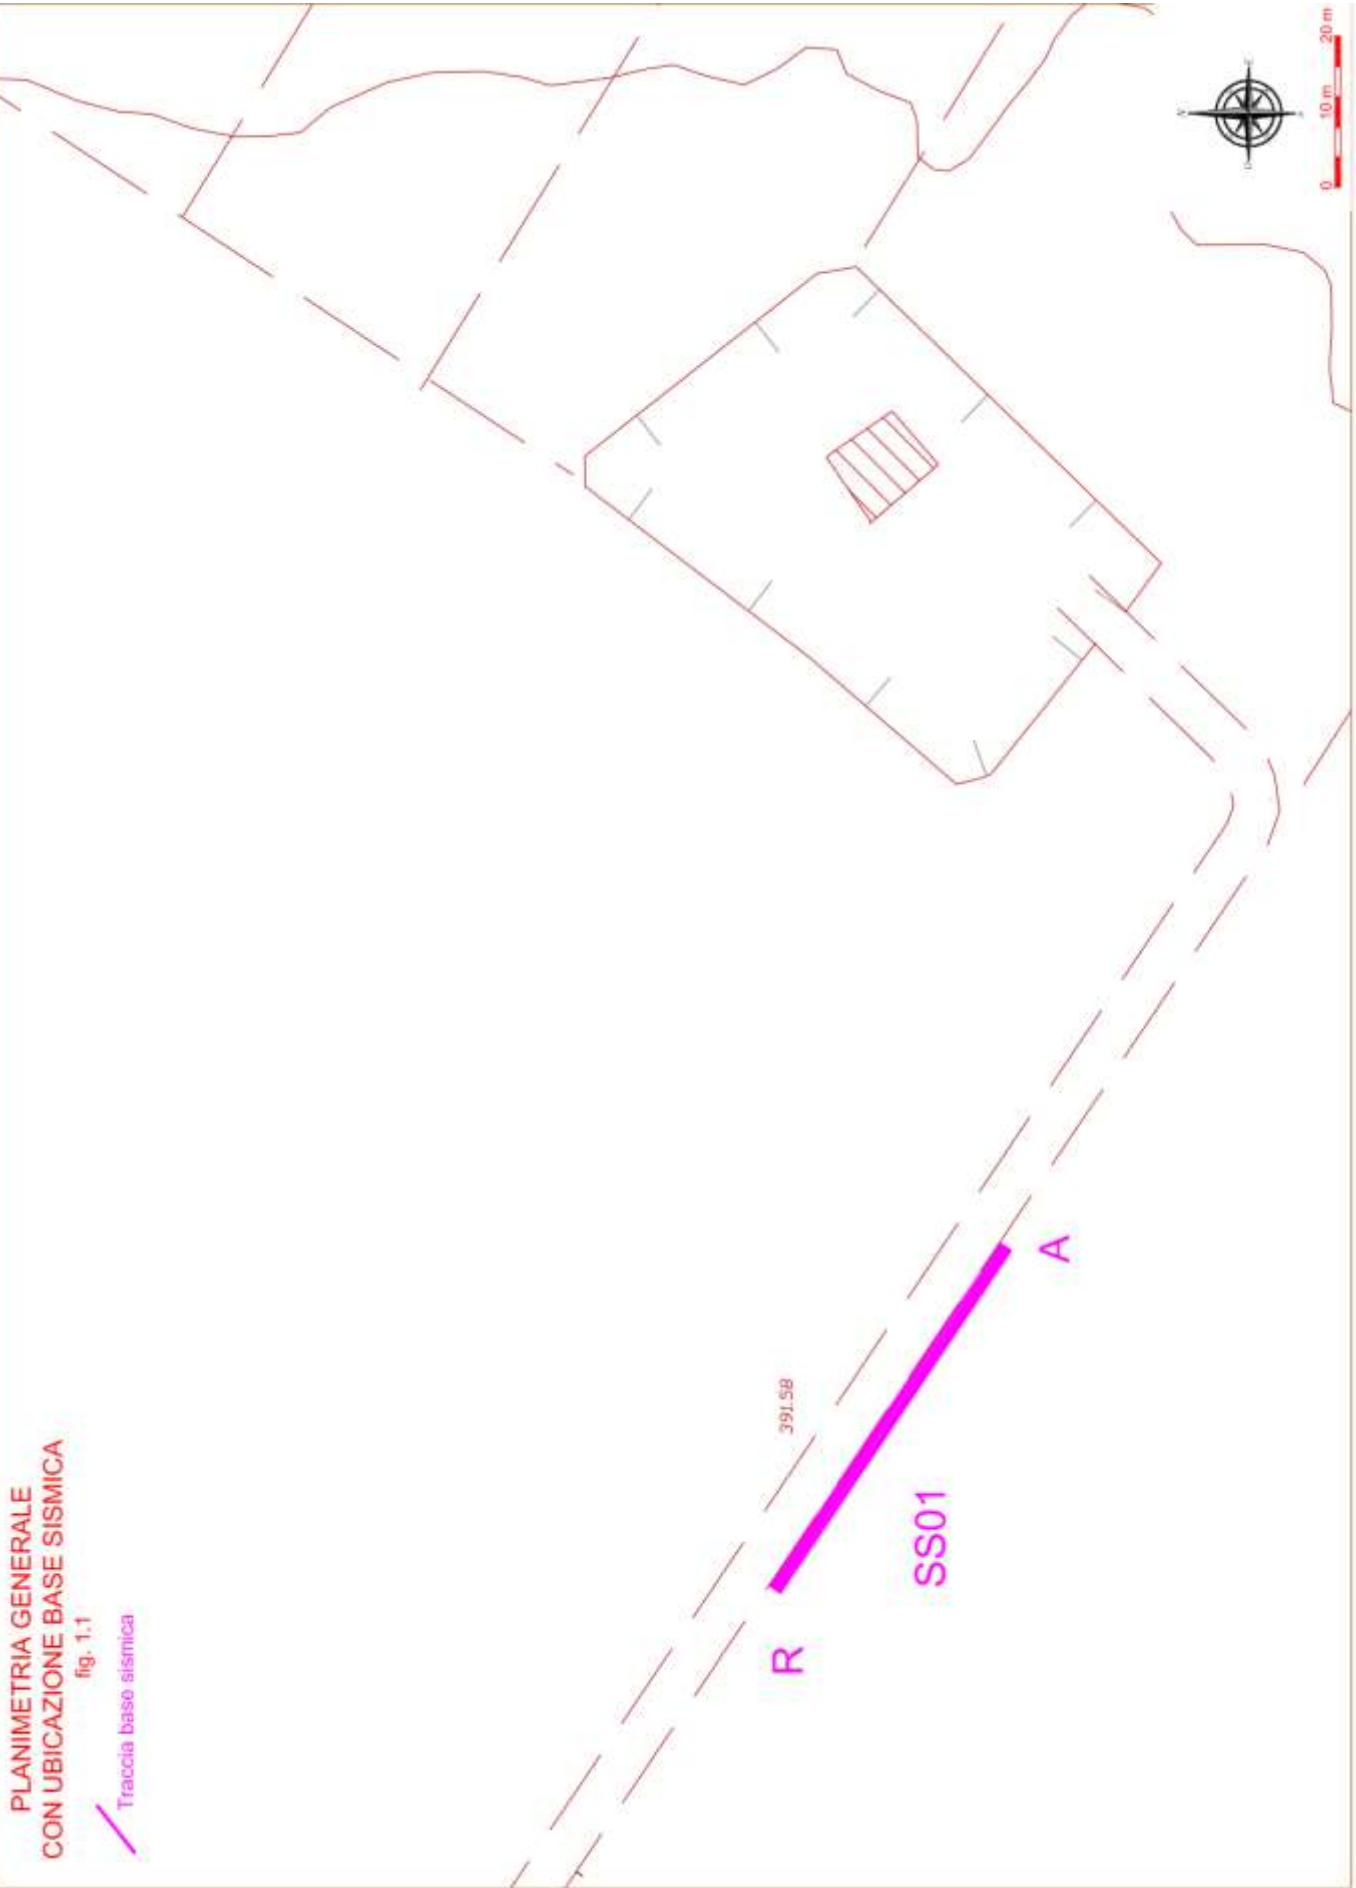 PLANIMETRIA GENERALE
CON UBICAZIONE BASE SISMICA
fig. 1.1
Traccia base sismica
391.58
R
SS01
A
N
E
S
O
0 10 m 20 m